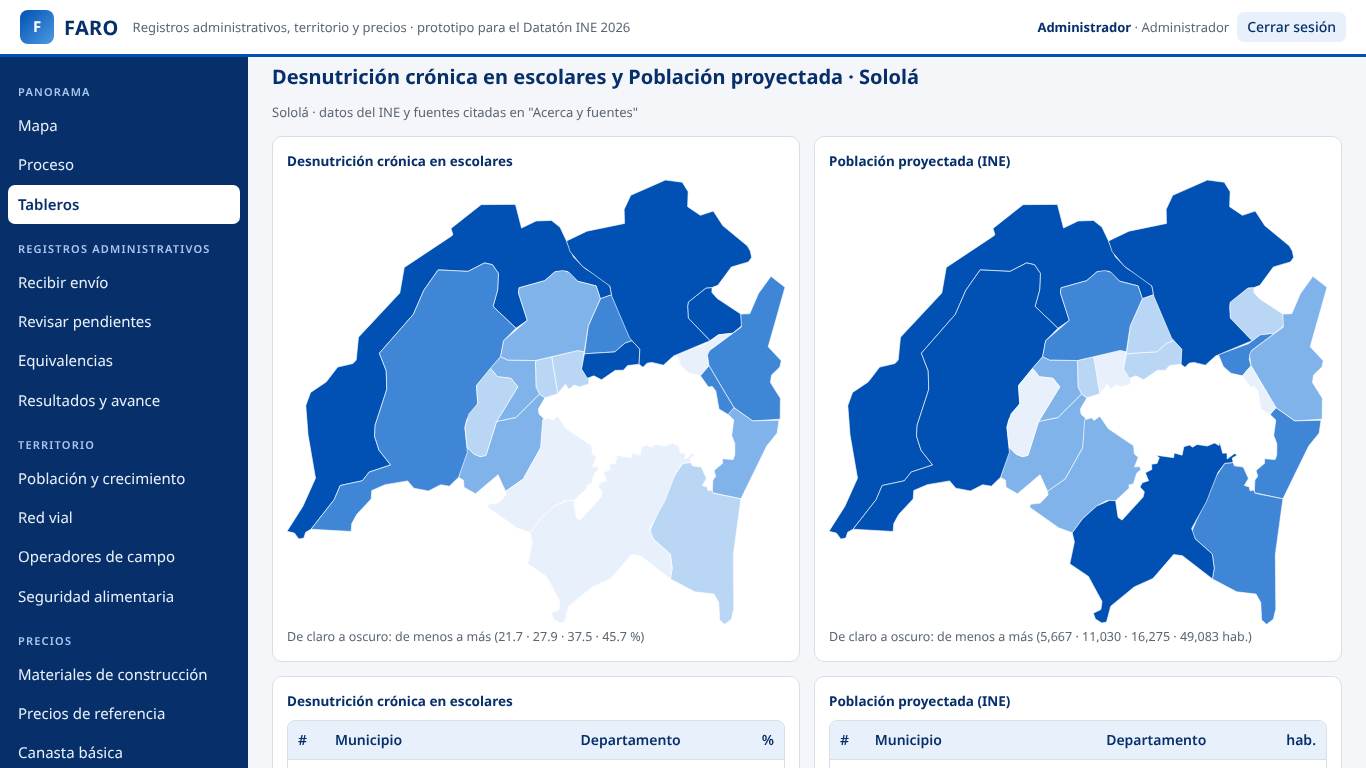 F
FARO
Registros administrativos, territorio y precios · prototipo para el Datatón INE 2026
Administrador · Administrador
Cerrar sesión
PANORAMA
Mapa
Proceso
Tableros
REGISTROS ADMINISTRATIVOS
Recibir envío
Revisar pendientes
Equivalencias
Resultados y avance
TERRITORIO
Población y crecimiento
Red vial
Operadores de campo
Seguridad alimentaria
PRECIOS
Materiales de construcción
Precios de referencia
Canasta básica
Desnutrición crónica en escolares y Población proyectada · Sololá
Sololá · datos del INE y fuentes citadas en "Acerca y fuentes"
Desnutrición crónica en escolares
De claro a oscuro: de menos a más (21.7 · 27.9 · 37.5 · 45.7 %)
Población proyectada (INE)
De claro a oscuro: de menos a más (5,667 · 11,030 · 16,275 · 49,083 hab.)
Desnutrición crónica en escolares
# Municipio Departamento %
Población proyectada (INE)
# Municipio Departamento hab.